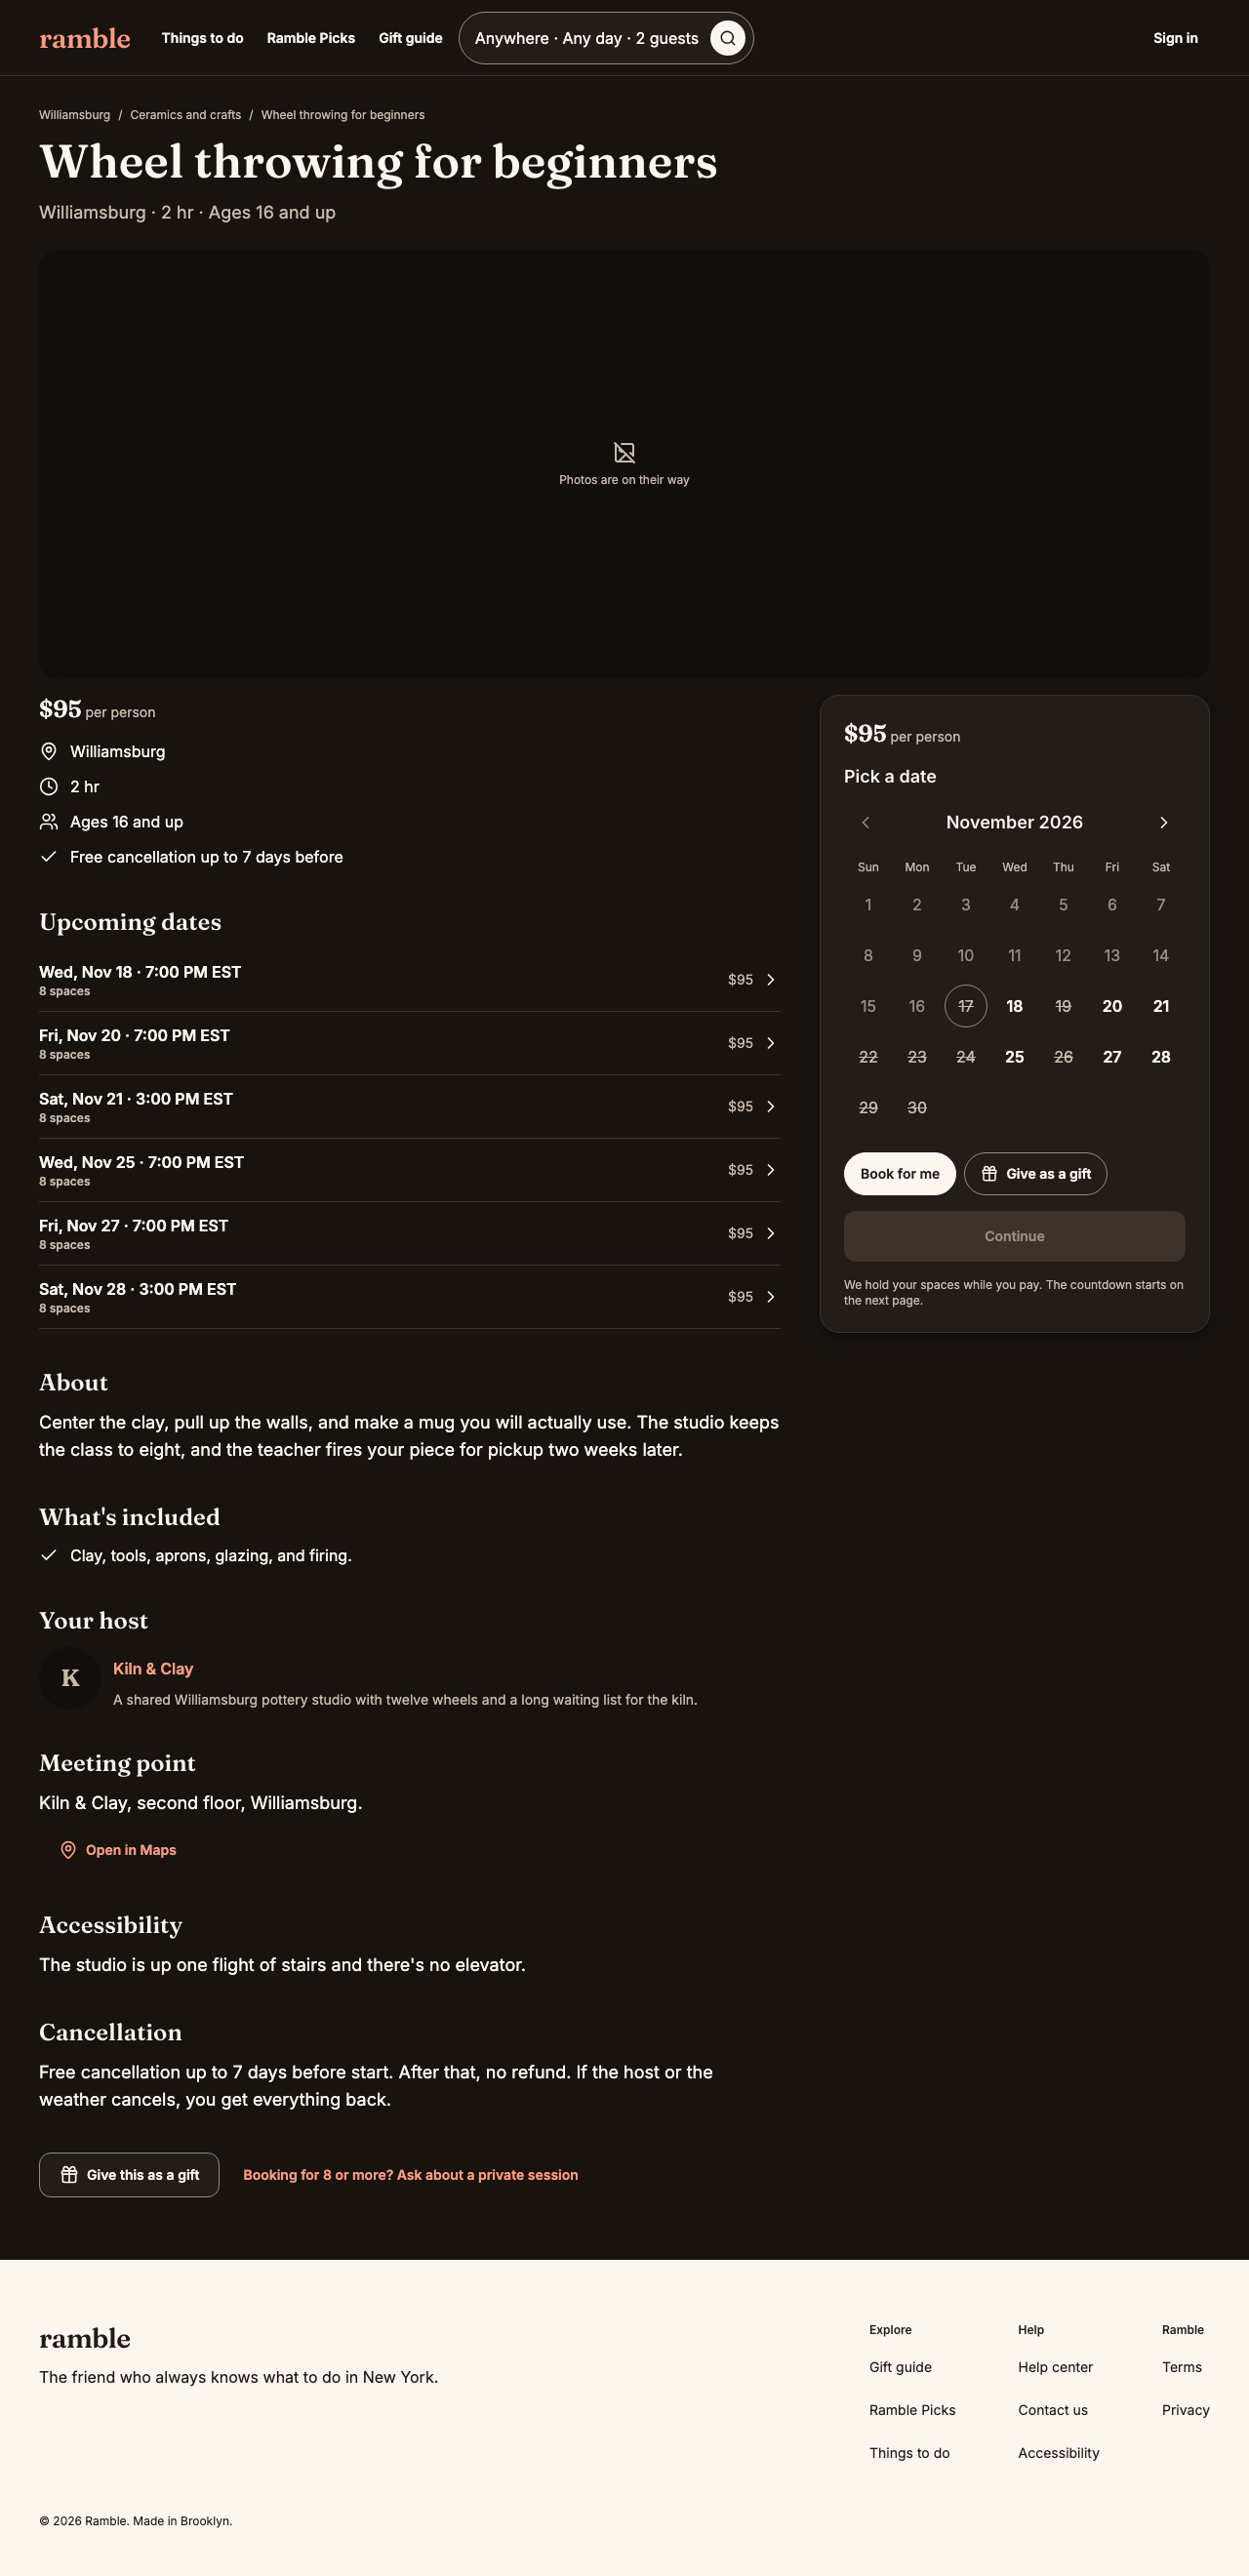 ramble
Things to do
Ramble Picks
Gift guide
Anywhere · Any day · 2 guests
Sign in
Williamsburg / Ceramics and crafts / Wheel throwing for beginners
Wheel throwing for beginners
Williamsburg · 2 hr · Ages 16 and up
Photos are on their way
$95 per person
Williamsburg
2 hr
Ages 16 and up
Free cancellation up to 7 days before
Upcoming dates
Wed, Nov 18 · 7:00 PM EST
8 spaces
$95
Fri, Nov 20 · 7:00 PM EST
8 spaces
$95
Sat, Nov 21 · 3:00 PM EST
8 spaces
$95
Wed, Nov 25 · 7:00 PM EST
8 spaces
$95
Fri, Nov 27 · 7:00 PM EST
8 spaces
$95
Sat, Nov 28 · 3:00 PM EST
8 spaces
$95
$95 per person
Pick a date
November 2026
Sun Mon Tue Wed Thu Fri Sat
1 2 3 4 5 6 7
8 9 10 11 12 13 14
15 16 17 18 19 20 21
22 23 24 25 26 27 28
29 30
Book for me
Give as a gift
Continue
We hold your spaces while you pay. The countdown starts on
the next page.
About
Center the clay, pull up the walls, and make a mug you will actually use. The studio keeps
the class to eight, and the teacher fires your piece for pickup two weeks later.
What's included
Clay, tools, aprons, glazing, and firing.
Your host
K
Kiln & Clay
A shared Williamsburg pottery studio with twelve wheels and a long waiting list for the kiln.
Meeting point
Kiln & Clay, second floor, Williamsburg.
Open in Maps
Accessibility
The studio is up one flight of stairs and there's no elevator.
Cancellation
Free cancellation up to 7 days before start. After that, no refund. If the host or the
weather cancels, you get everything back.
Give this as a gift
Booking for 8 or more? Ask about a private session
ramble
The friend who always knows what to do in New York.
Explore
Gift guide
Ramble Picks
Things to do
Help
Help center
Contact us
Accessibility
Ramble
Terms
Privacy
© 2026 Ramble. Made in Brooklyn.